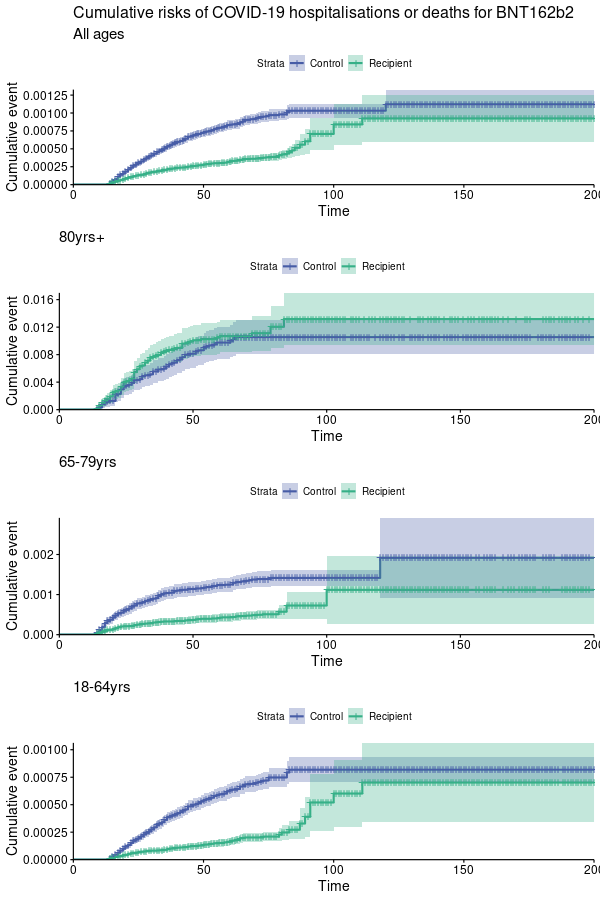 Cumulative risks of COVID-19 hospitalisations or deaths for BNT162b2
All ages
Strata Control Recipient
Cumulative event
0.00125
0.00100
0.00075
0.00050
0.00025
0.00000
0 50 100 150 200
Time
80yrs+
Strata Control Recipient
Cumulative event
0.016
0.012
0.008
0.004
0.000
0 50 100 150 200
Time
65-79yrs
Strata Control Recipient
Cumulative event
0.002
0.001
0.000
0 50 100 150 200
Time
18-64yrs
Strata Control Recipient
Cumulative event
0.00100
0.00075
0.00050
0.00025
0.00000
0 50 100 150 200
Time